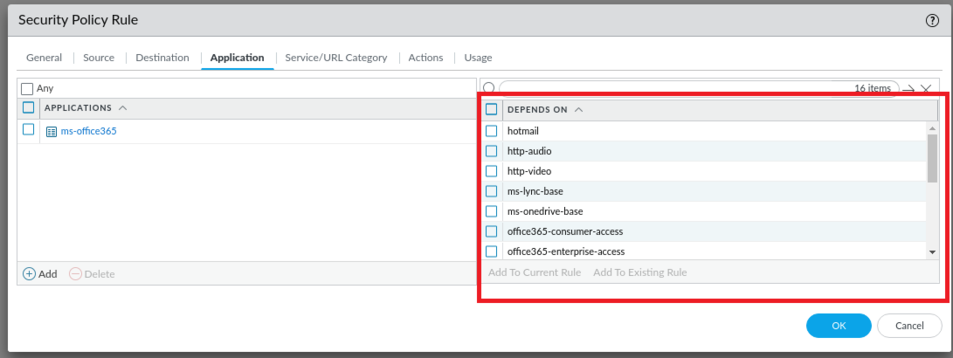 Security Policy Rule
General Source Destination Application Service/URL Category Actions Usage
Any
16 items
APPLICATIONS
DEPENDS ON
ms-office365
hotmail
http-audio
http-video
ms-lync-base
ms-onedrive-base
office365-consumer-access
office365-enterprise-access
Add Delete
Add To Current Rule Add To Existing Rule
OK Cancel